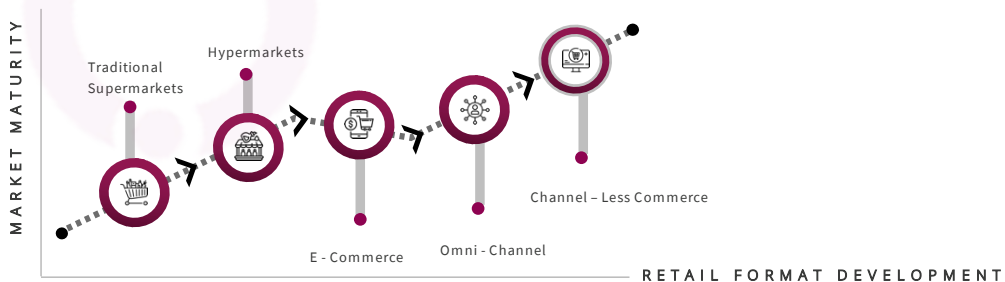 MARKET MATURITY
Hypermarkets
Traditional
Supermarkets
Channel – Less Commerce
E - Commerce
Omni - Channel
RETAIL FORMAT DEVELOPMENT